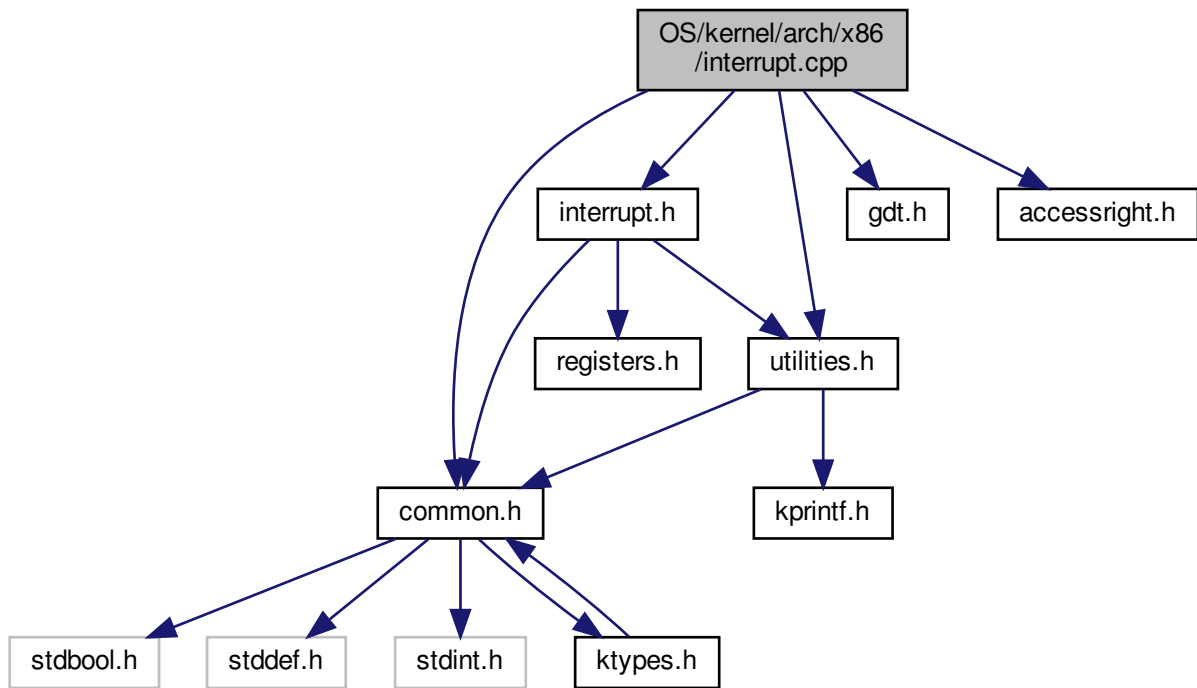 OS/kernel/arch/x86
/interrupt.cpp
interrupt.h
gdt.h
accessright.h
registers.h
utilities.h
common.h
kprintf.h
stdbool.h
stddef.h
stdint.h
ktypes.h